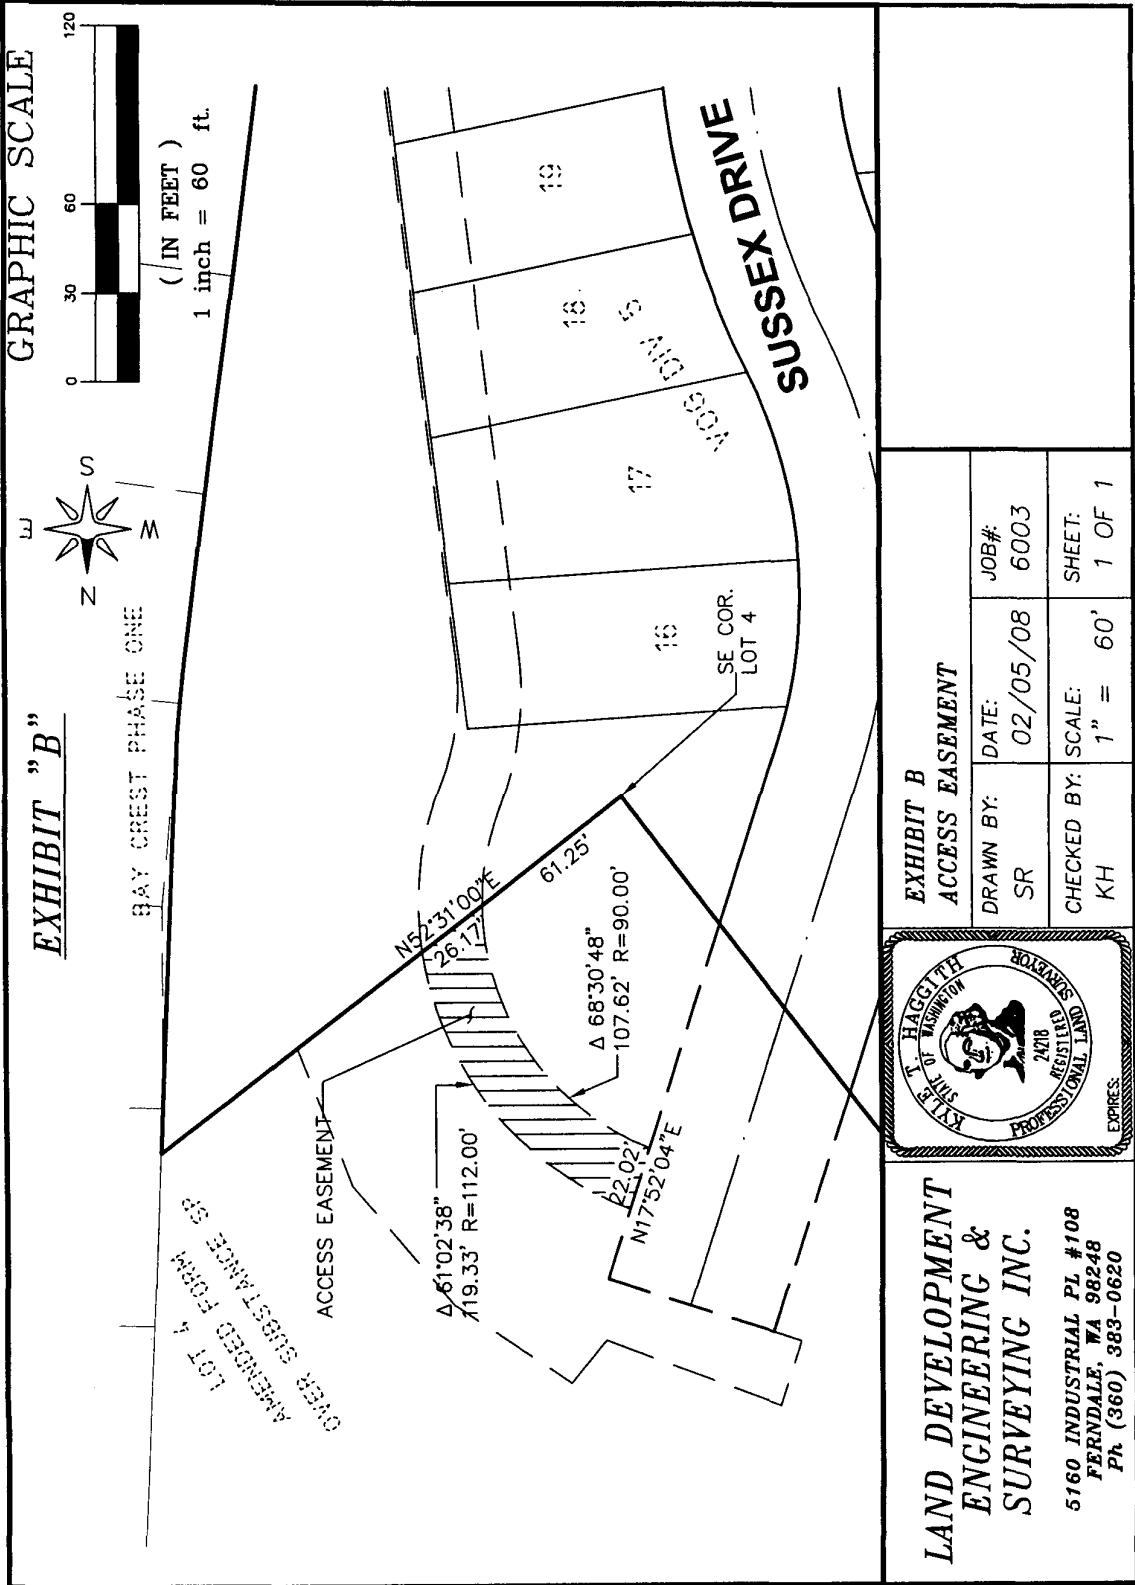 EXHIBIT "B"
GRAPHIC SCALE
0 30 60 120
( IN FEET )
1 inch = 60 ft.
N
S
E
W
BAY CREST PHASE ONE
LOT 4
AMENDED FORM
OVER SUBSTANCE SP
ACCESS EASEMENT
Δ 61°02'38"
119.33' R=112.00'
N52°31'00"E
26.17'
61.25'
Δ 68°30'48"
107.62' R=90.00'
22.02'
N17°52'04"E
SE COR.
LOT 4
16
17
18
19
VOG DIV 5
SUSSEX DRIVE
LAND DEVELOPMENT
ENGINEERING &
SURVEYING INC.
5160 INDUSTRIAL PL #108
FERNDALE, WA 98248
Ph (360) 383-0620
KYLE T. HAGGITH
STATE OF WASHINGTON
24218
REGISTERED
PROFESSIONAL LAND SURVEYOR
EXPIRES:
EXHIBIT B
ACCESS EASEMENT
DRAWN BY: SR
DATE: 02/05/08
JOB#: 6003
CHECKED BY: KH
SCALE: 1" = 60'
SHEET: 1 OF 1